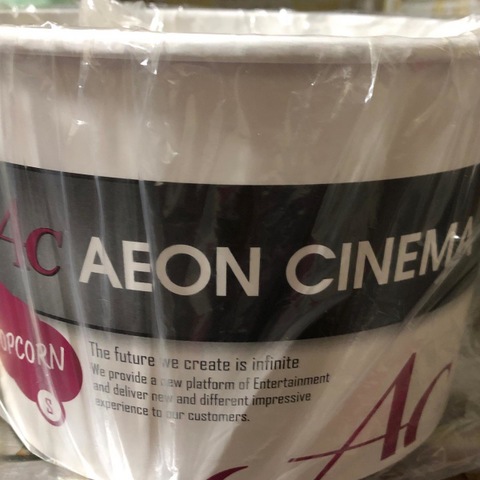 Ac AEON CINEMA
POPCORN
S
The future we create is infinite
We provide a new platform of Entertainment
and deliver new and different impressive
experience to our customers.
Ac